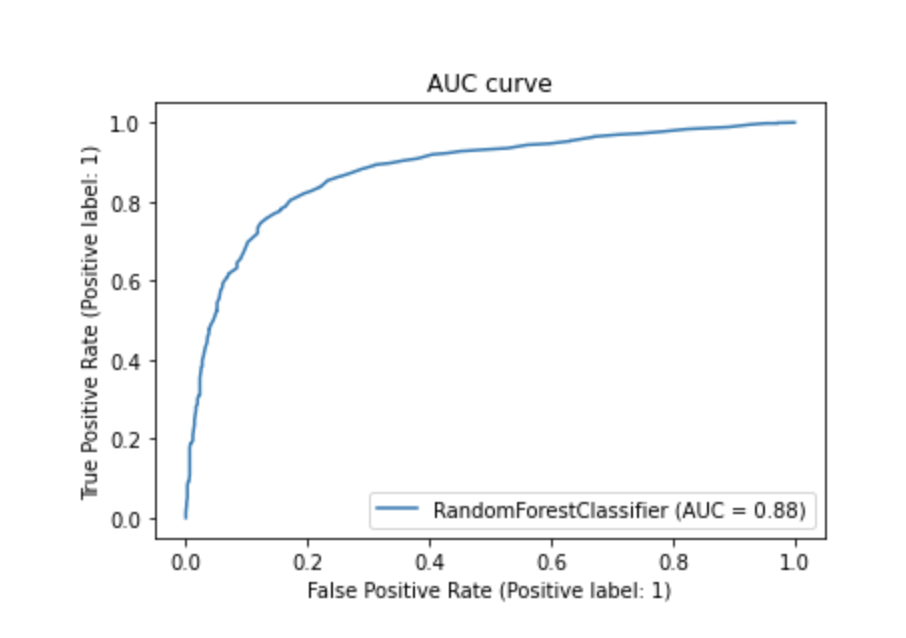 AUC curve
True Positive Rate (Positive label: 1)
1.0
0.8
0.6
0.4
0.2
0.0
RandomForestClassifier (AUC = 0.88)
0.0 0.2 0.4 0.6 0.8 1.0
False Positive Rate (Positive label: 1)